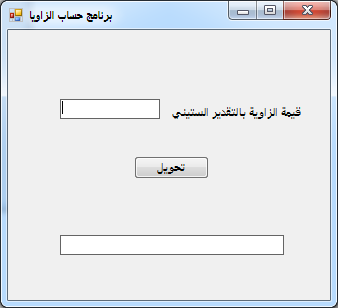 برنامج حساب الزاويا
قيمة الزاوية بالتقدير الستيني
تحويل